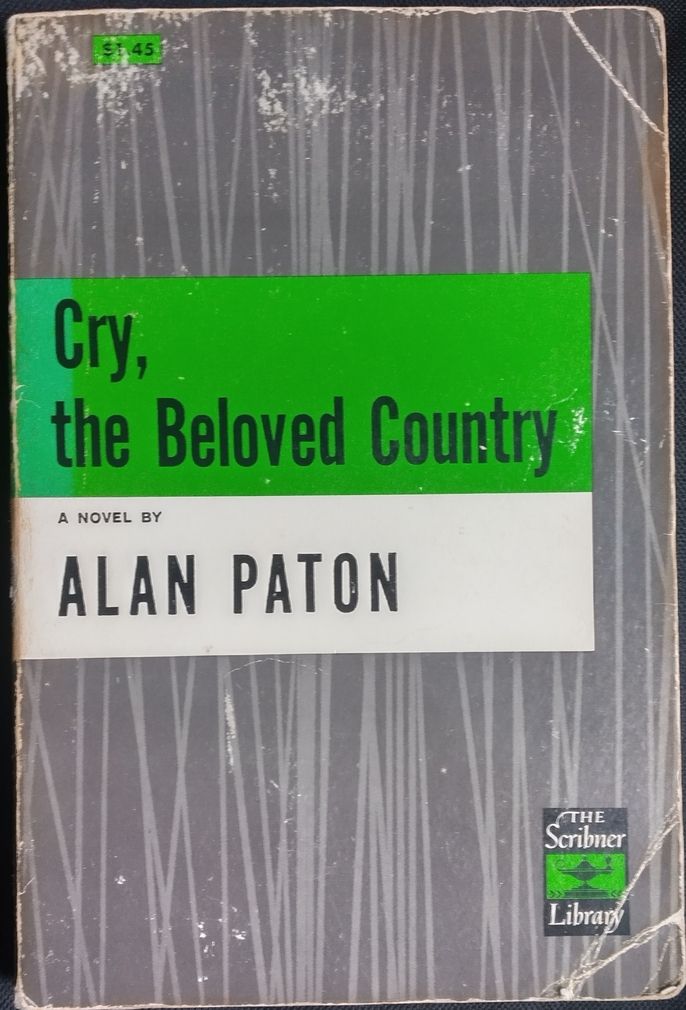 $1.45
Cry,
the Beloved Country
A NOVEL BY
ALAN PATON
THE
Scribner
Library